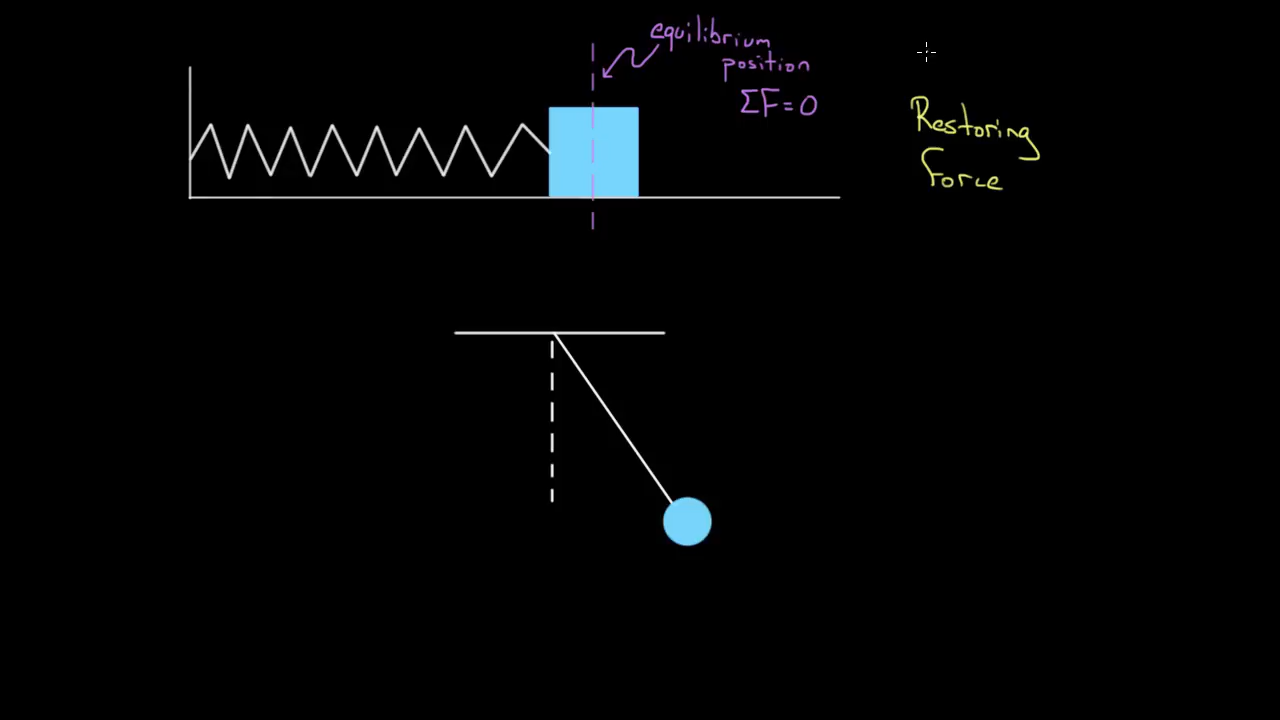 equilibrium
position
ΣF=0
Restoring
Force